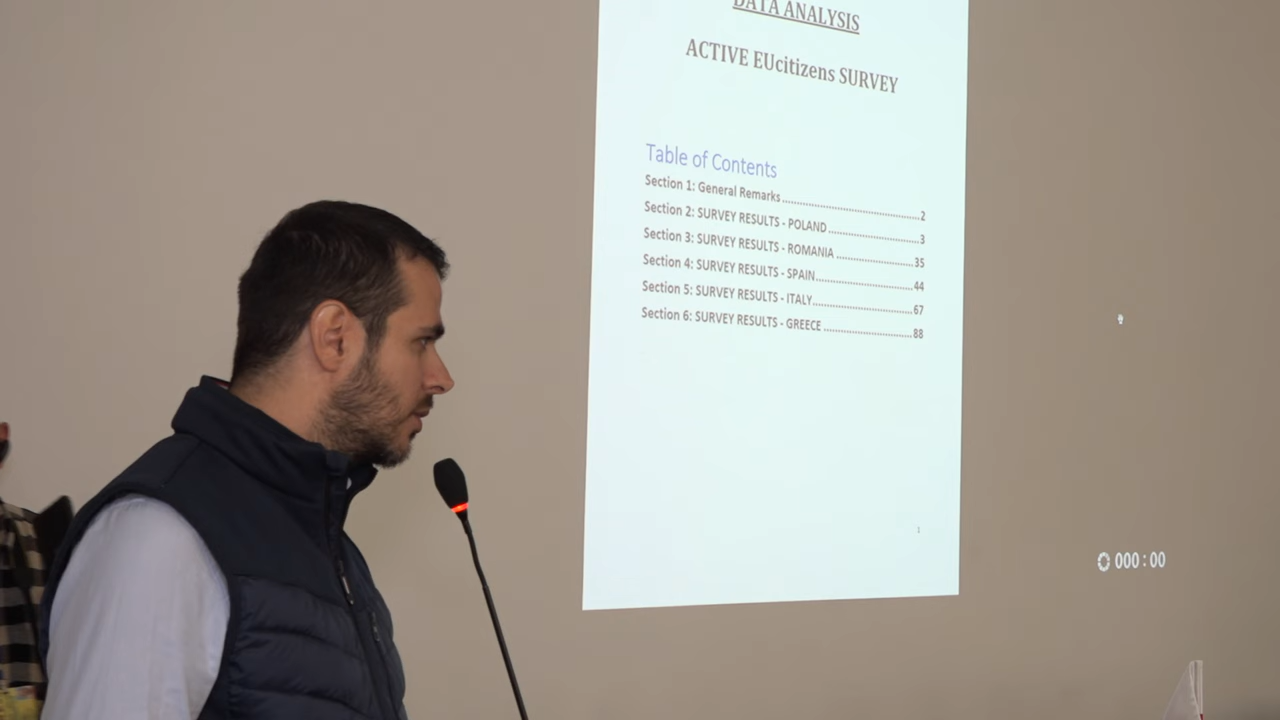 DATA ANALYSIS
ACTIVE EUcitizens SURVEY
Table of Contents
Section 1: General Remarks 2
Section 2: SURVEY RESULTS - POLAND 3
Section 3: SURVEY RESULTS - ROMANIA 35
Section 4: SURVEY RESULTS - SPAIN 44
Section 5: SURVEY RESULTS - ITALY 67
Section 6: SURVEY RESULTS - GREECE 88
1
000:00